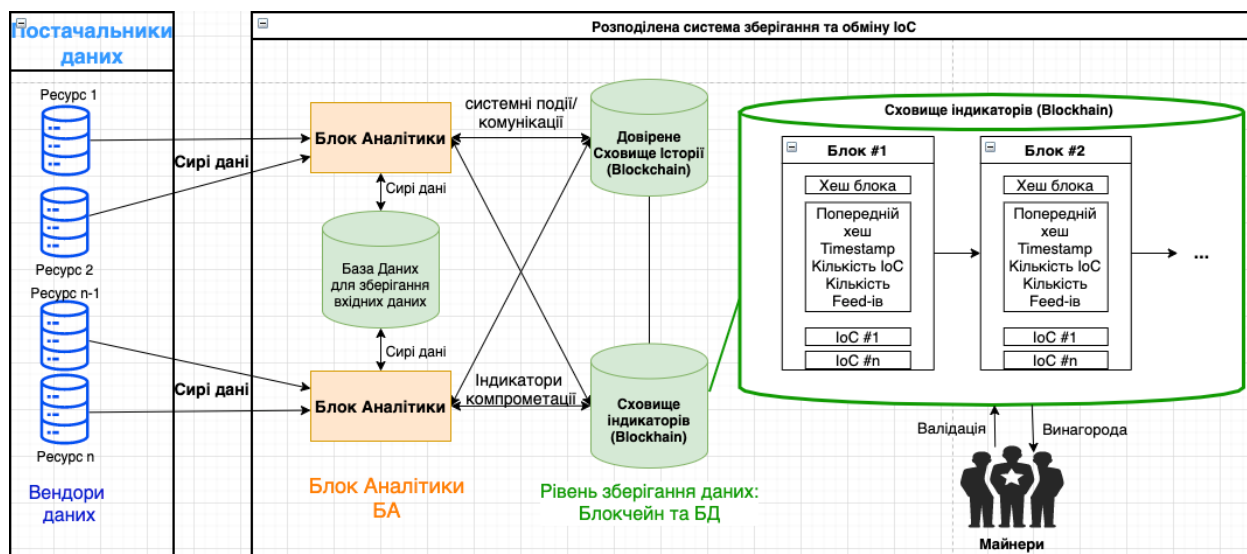 Постачальники
даних
Розподілена система зберігання та обміну IoC
Ресурс 1
Ресурс 2
Ресурс n-1
Ресурс n
Вендори
даних
Сирі дані
Сирі дані
Блок Аналітики
Сирі дані
База Даних
для зберігання
вхідних даних
Сирі дані
Блок Аналітики
Блок Аналітики
БА
системні події/
комунікації
Індикатори
компрометації
Довірене
Сховище Історії
(Blockchain)
Сховище
індикаторів
(Blockchain)
Рівень зберігання даних:
Блокчейн та БД
Сховище індикаторів (Blockhain)
Блок #1
Хеш блока
Попередній
хеш
Timestamp
Кількість IoC
Кількість
Feed-ів
IoC #1
IoC #n
Блок #2
Хеш блока
Попередній
хеш
Timestamp
Кількість IoC
Кількість
Feed-ів
IoC #1
IoC #n
...
Валідація
Винагорода
Майнери